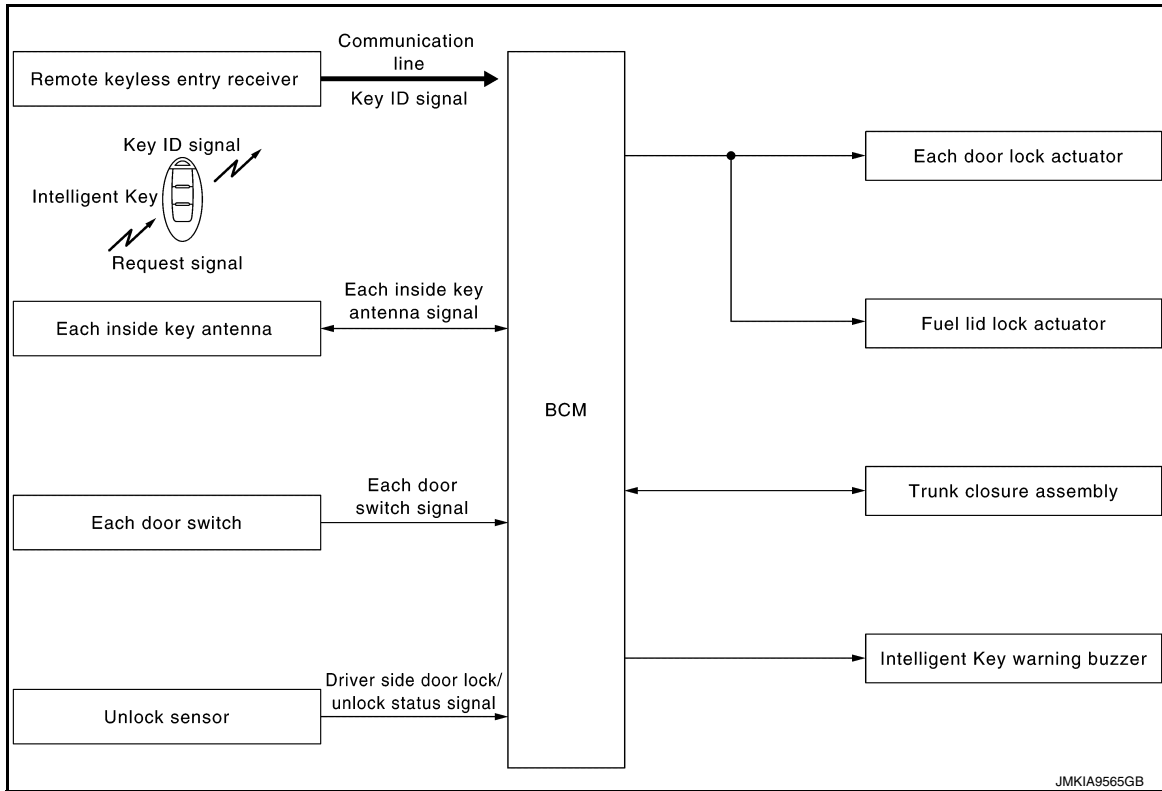 Communication
line
Remote keyless entry receiver
Key ID signal
Key ID signal
Intelligent Key
Request signal
Each inside key
antenna signal
Each inside key antenna
Each door
switch signal
Each door switch
Driver side door lock/
unlock status signal
Unlock sensor
BCM
Each door lock actuator
Fuel lid lock actuator
Trunk closure assembly
Intelligent Key warning buzzer
JMKIA9565GB